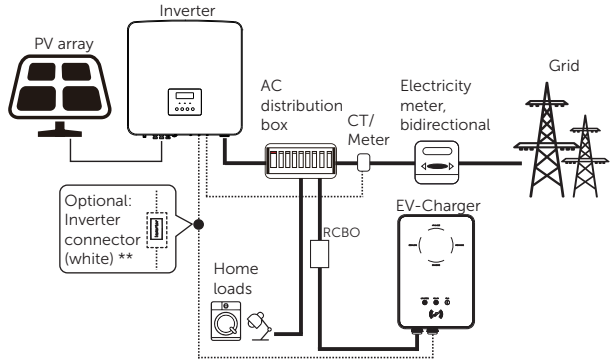 Inverter
PV array
Grid
AC
distribution
box
CT/
Meter
Electricity
meter,
bidirectional
Optional:
Inverter
connector
(white) **
EV-Charger
RCBO
Home
loads